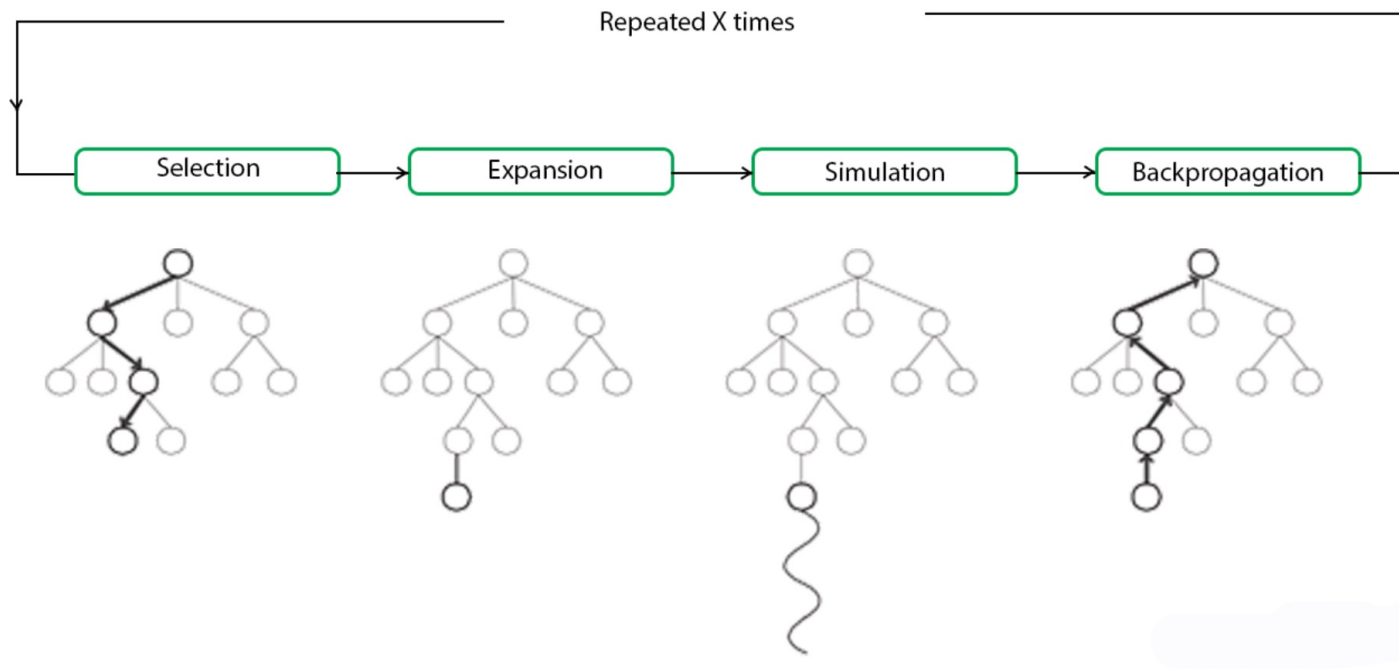 Repeated X times
Selection
Expansion
Simulation
Backpropagation